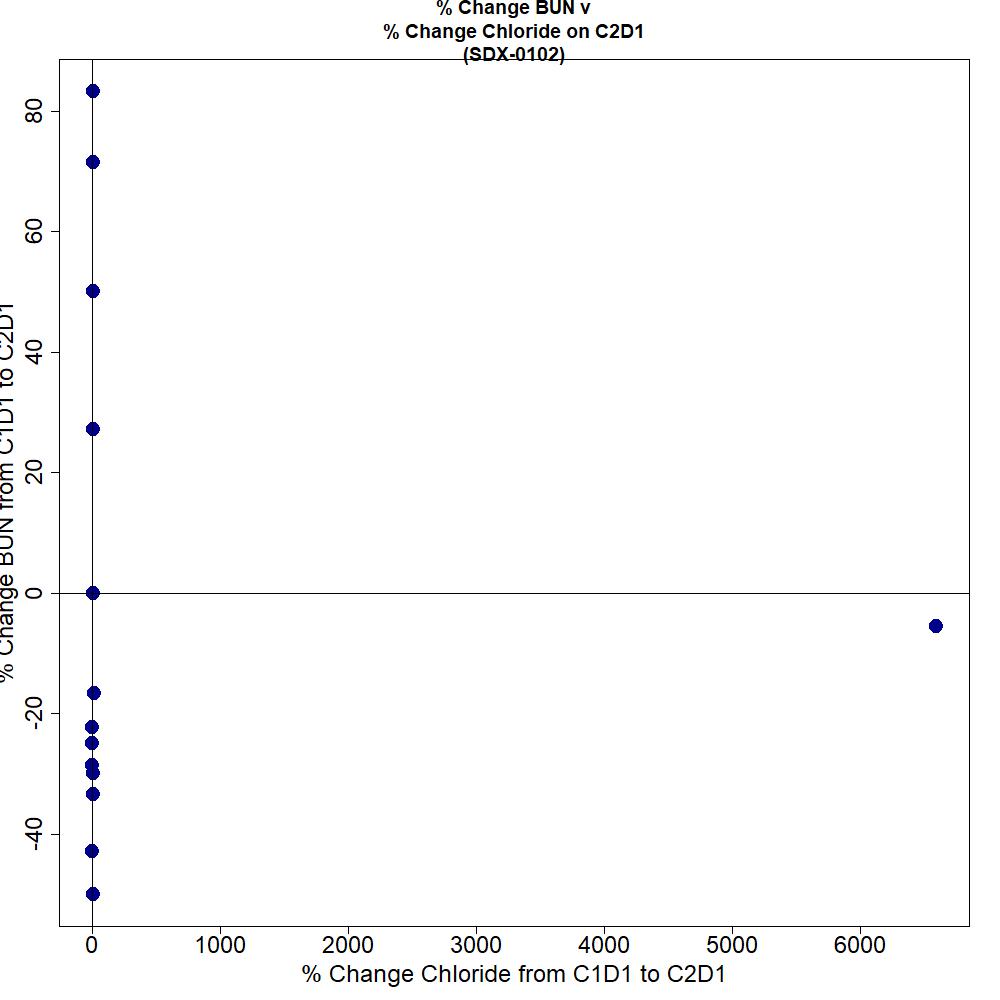 % Change BUN v
% Change Chloride on C2D1
(SDX-0102)
% Change BUN from C1D1 to C2D1
80
60
40
20
0
-20
-40
0
1000
2000
3000
4000
5000
6000
% Change Chloride from C1D1 to C2D1